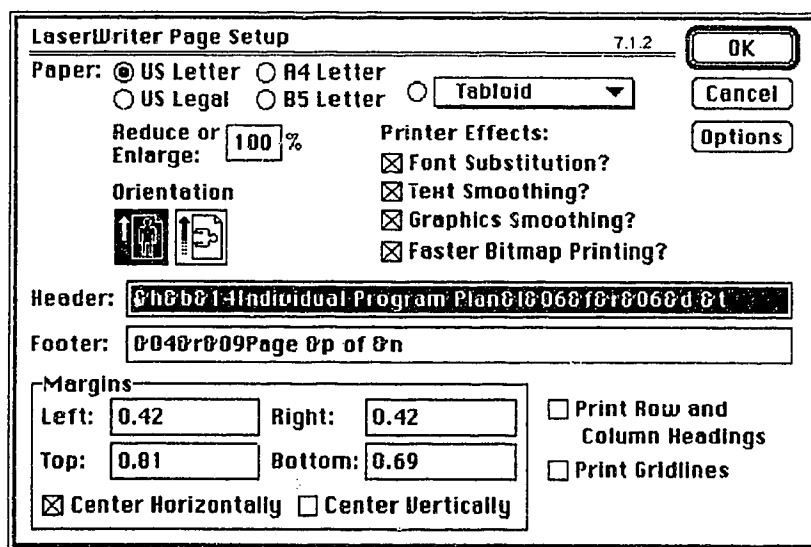 LaserWriter Page Setup 7.1.2 OK
Paper: US Letter A4 Letter
US Legal B5 Letter Tabloid Cancel
Reduce or Enlarge: 100 % Printer Effects: Options
Font Substitution?
Orientation Text Smoothing?
Graphics Smoothing?
Faster Bitmap Printing?
Header: &h&b&14Individual Program Plan&l&06&f&r&06&d &t
Footer: &04&r&09Page &p of &n
Margins
Left: 0.42 Right: 0.42 Print Row and Column Headings
Top: 0.81 Bottom: 0.69 Print Gridlines
Center Horizontally Center Vertically